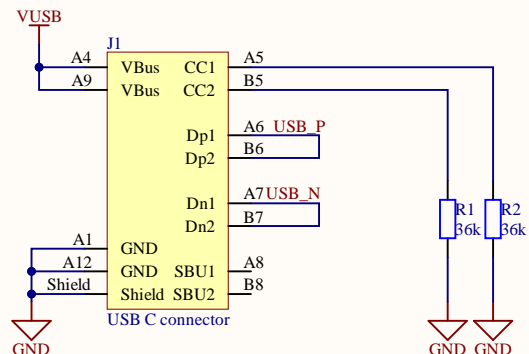 VUSB
J1
A4 VBus CC1 A5
A9 VBus CC2 B5
Dp1 A6 USB_P
Dp2 B6
Dn1 A7 USB_N
Dn2 B7
R1 R2
36k 36k
A1 GND
A12 GND SBU1 A8
Shield Shield SBU2 B8
USB C connector
GND GND GND